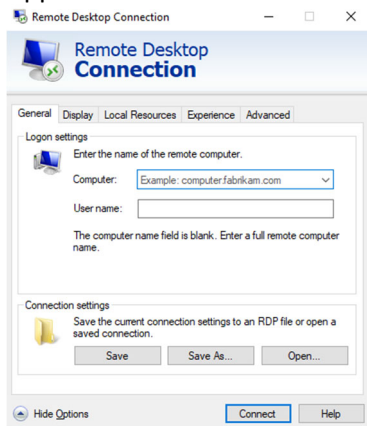 Remote Desktop Connection
Remote Desktop
Connection
General Display Local Resources Experience Advanced
Logon settings
Enter the name of the remote computer.
Computer: Example: computer.fabrikam.com
User name:
The computer name field is blank. Enter a full remote computer
name.
Connection settings
Save the current connection settings to an RDP file or open a
saved connection.
Save Save As... Open...
Hide Options Connect Help